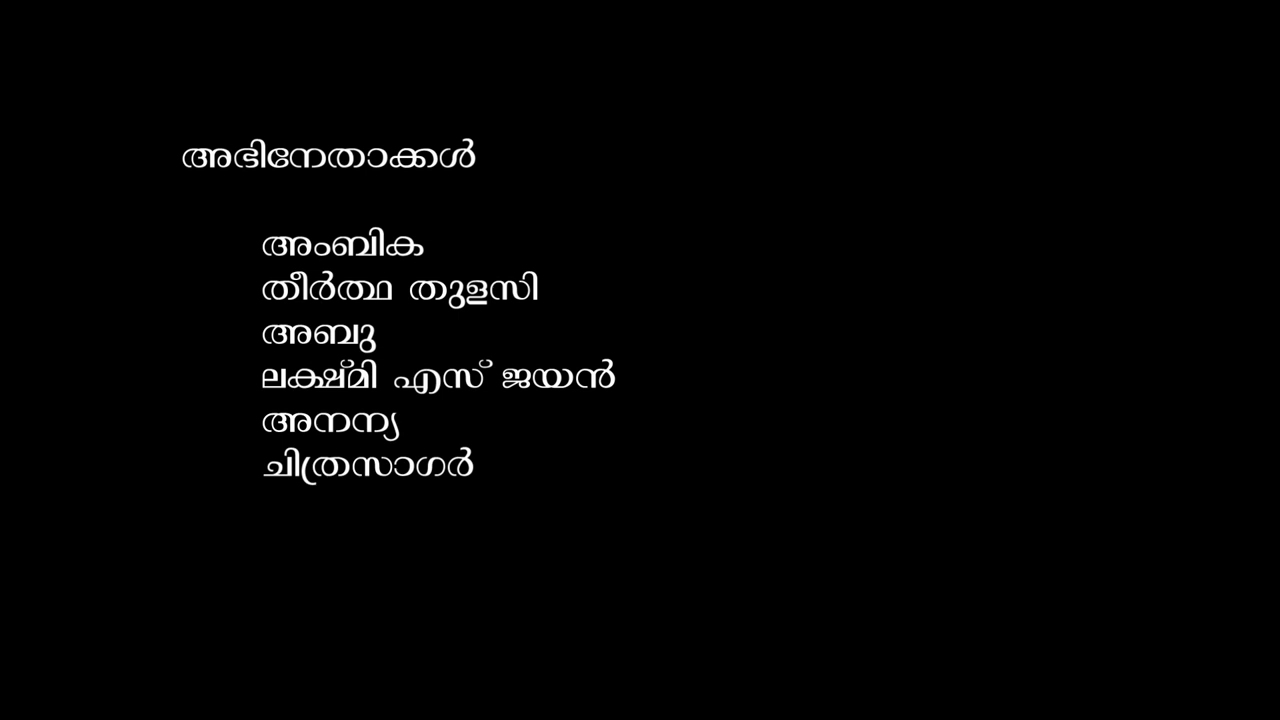 അഭിനേതാക്കൾ
അംബിക
തീർത്ഥ തുളസി
അബു
ലക്ഷ്മി എസ് ജയൻ
അനന്യ
ചിത്രസാഗർ